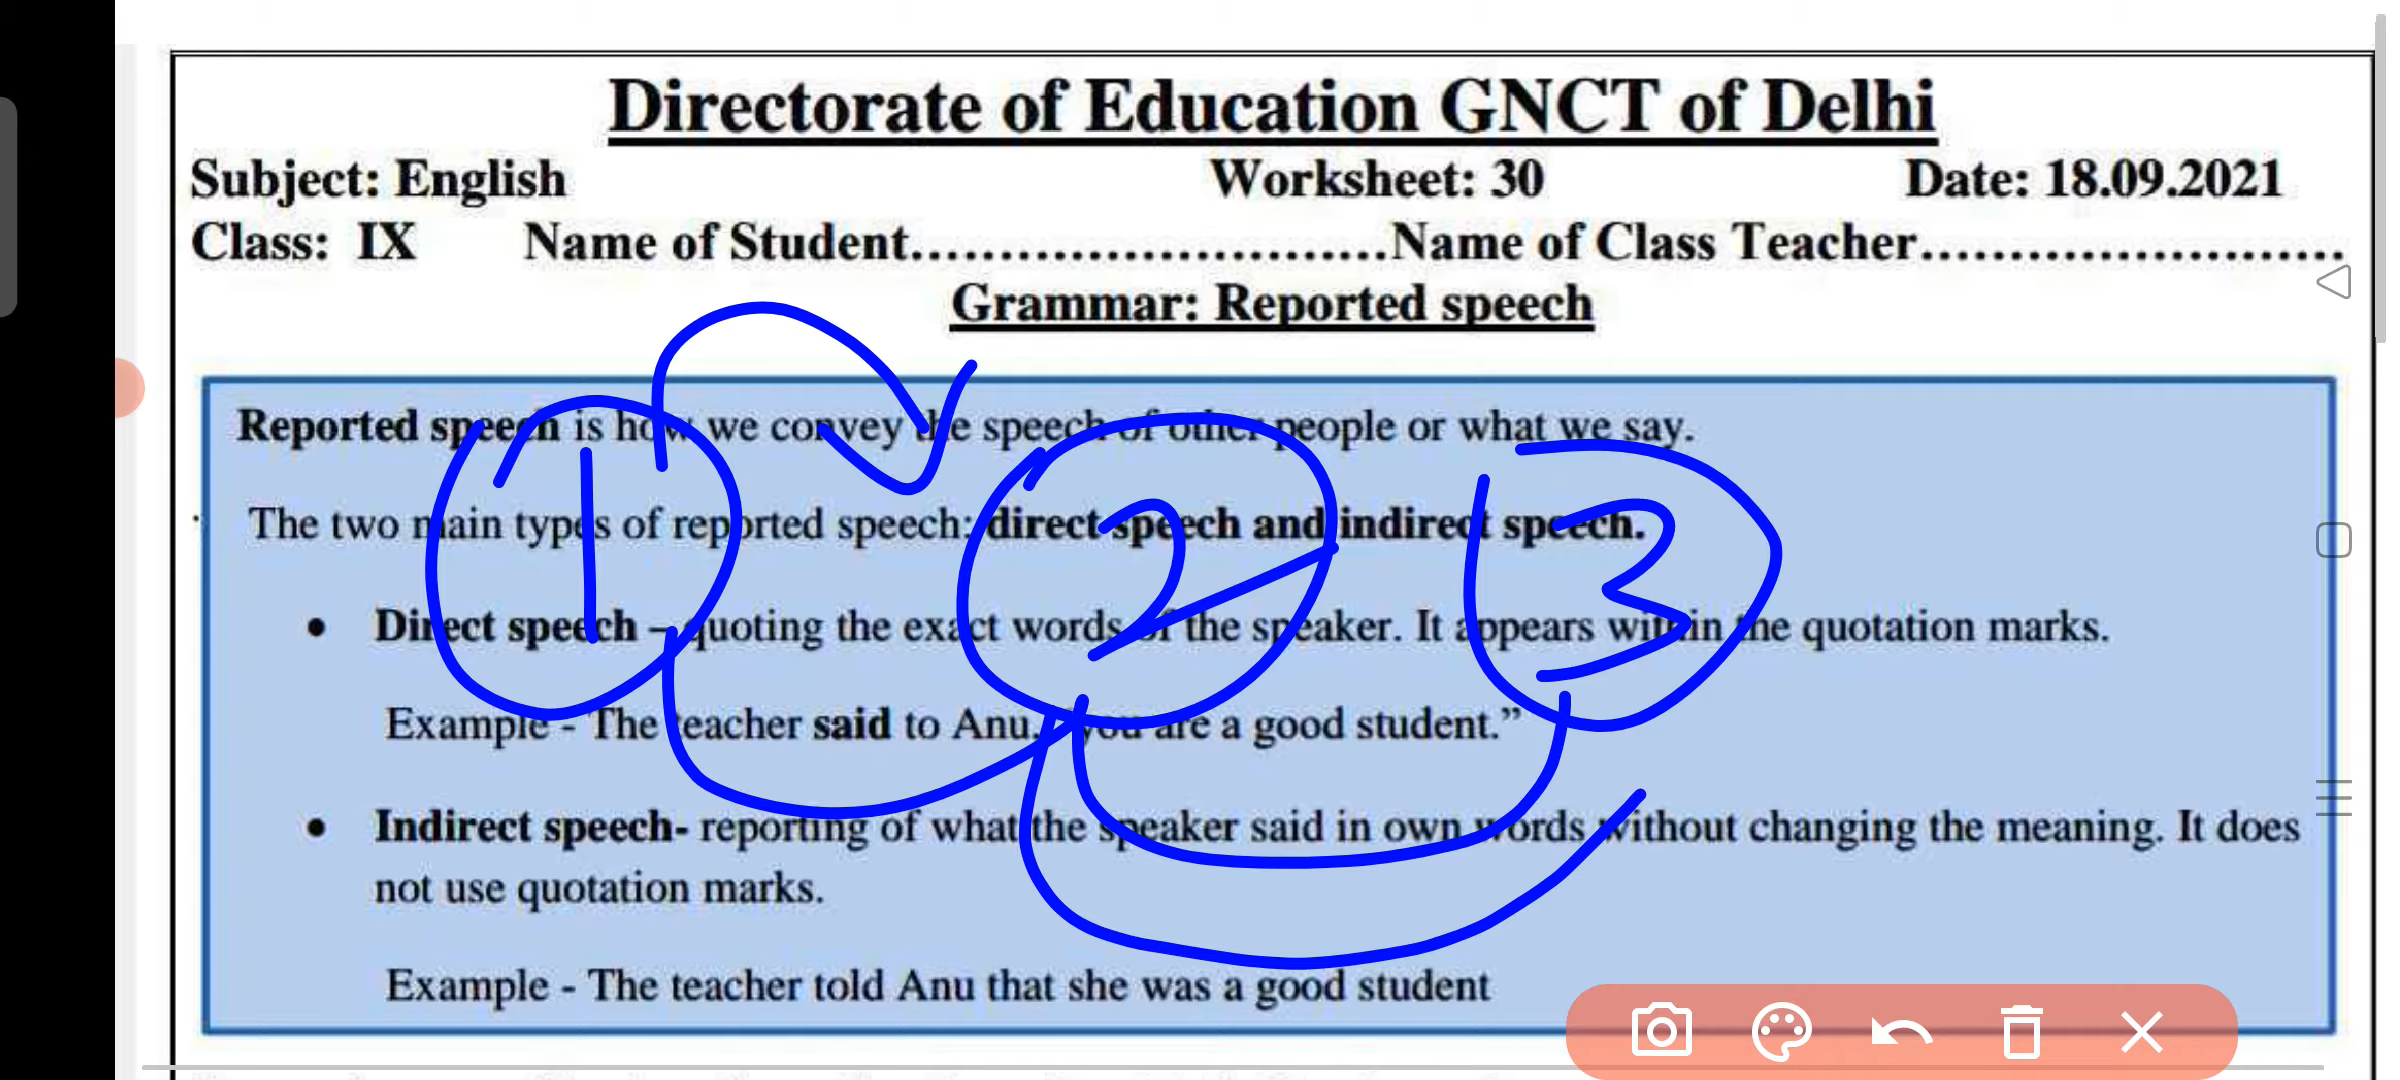 Directorate of Education GNCT of Delhi
Subject: English Worksheet: 30 Date: 18.09.2021
Class: IX Name of Student..............................Name of Class Teacher........................
Grammar: Reported speech
Reported speech is how we convey the speech of other people or what we say.
The two main types of reported speech: direct speech and indirect speech.
• Direct speech – quoting the exact words of the speaker. It appears within the quotation marks.
Example - The teacher said to Anu, “you are a good student.”
• Indirect speech- reporting of what the speaker said in own words without changing the meaning. It does
not use quotation marks.
Example - The teacher told Anu that she was a good student
1 2 3